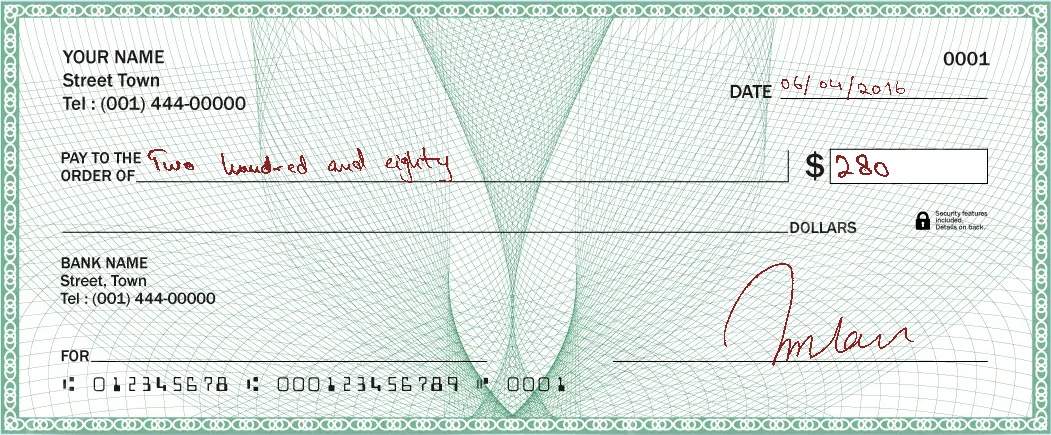 YOUR NAME
Street Town
Tel : (001) 444-00000
0001
DATE 06/04/2016
PAY TO THE ORDER OF Two hundred and eighty
$ 280
DOLLARS
Security features
included.
Details on back.
BANK NAME
Street, Town
Tel : (001) 444-00000
FOR
⑆ 012345678 ⑆ 000123456789 ⑈ 0001